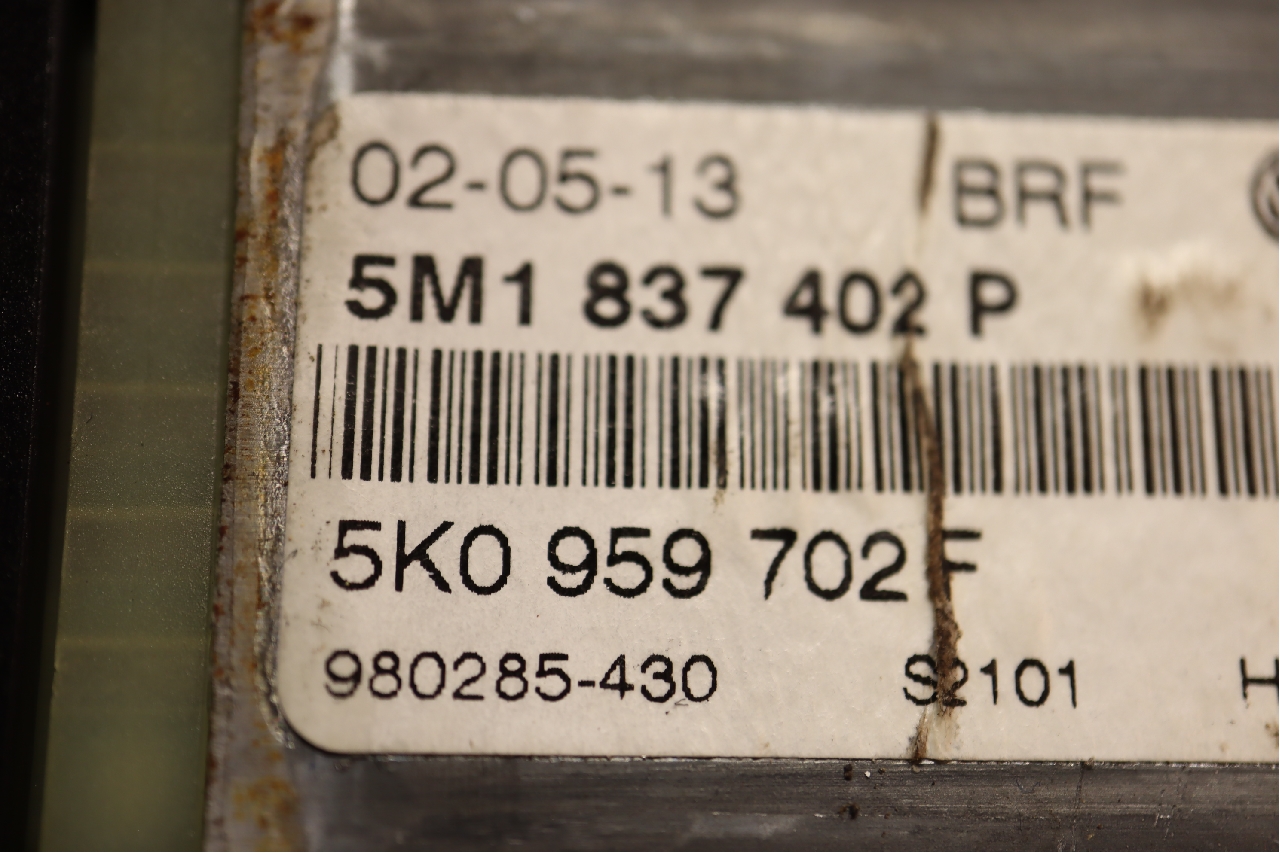 02-05-13 BRF
5M1 837 402 P
5K0 959 702 F
980285-430 S2101 H